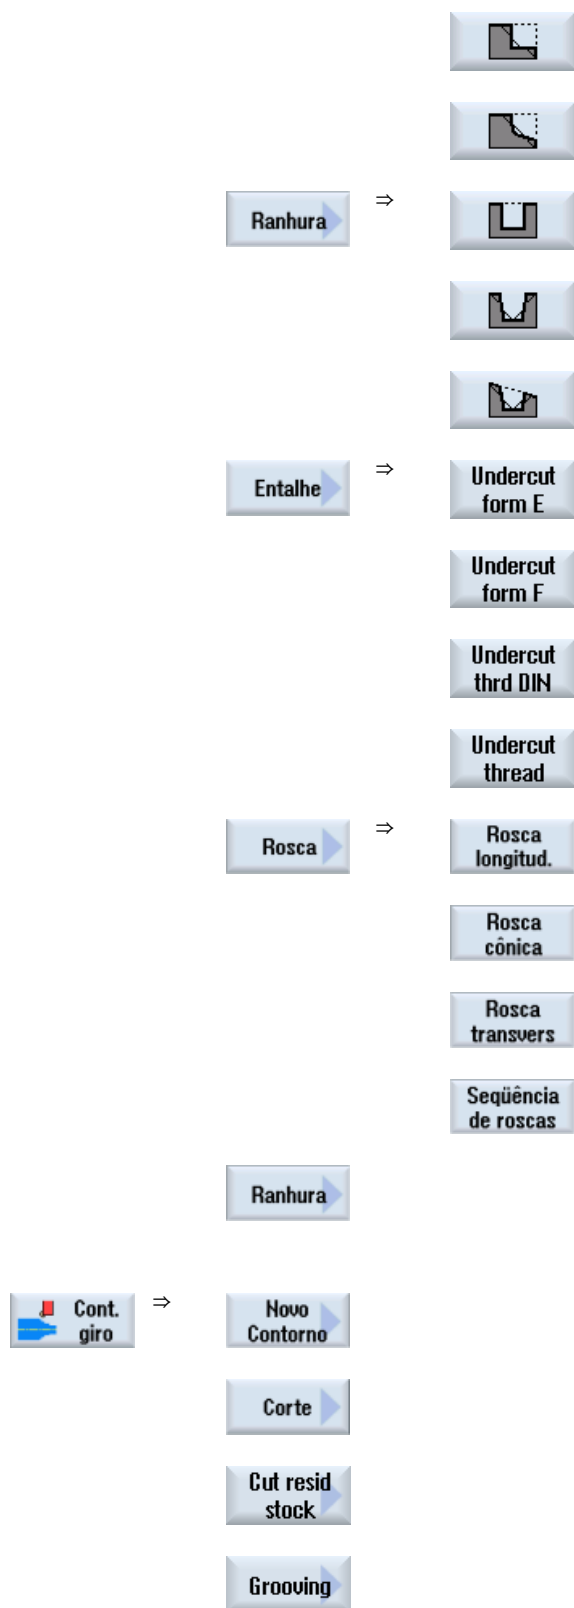 Ranhura ⇒
Entalhe ⇒ Undercut
form E
Undercut
form F
Undercut
thrd DIN
Undercut
thread
Rosca ⇒ Rosca
longitud.
Rosca
cônica
Rosca
transvers
Seqüência
de roscas
Ranhura
Cont.
giro ⇒ Novo
Contorno
Corte
Cut resid
stock
Grooving